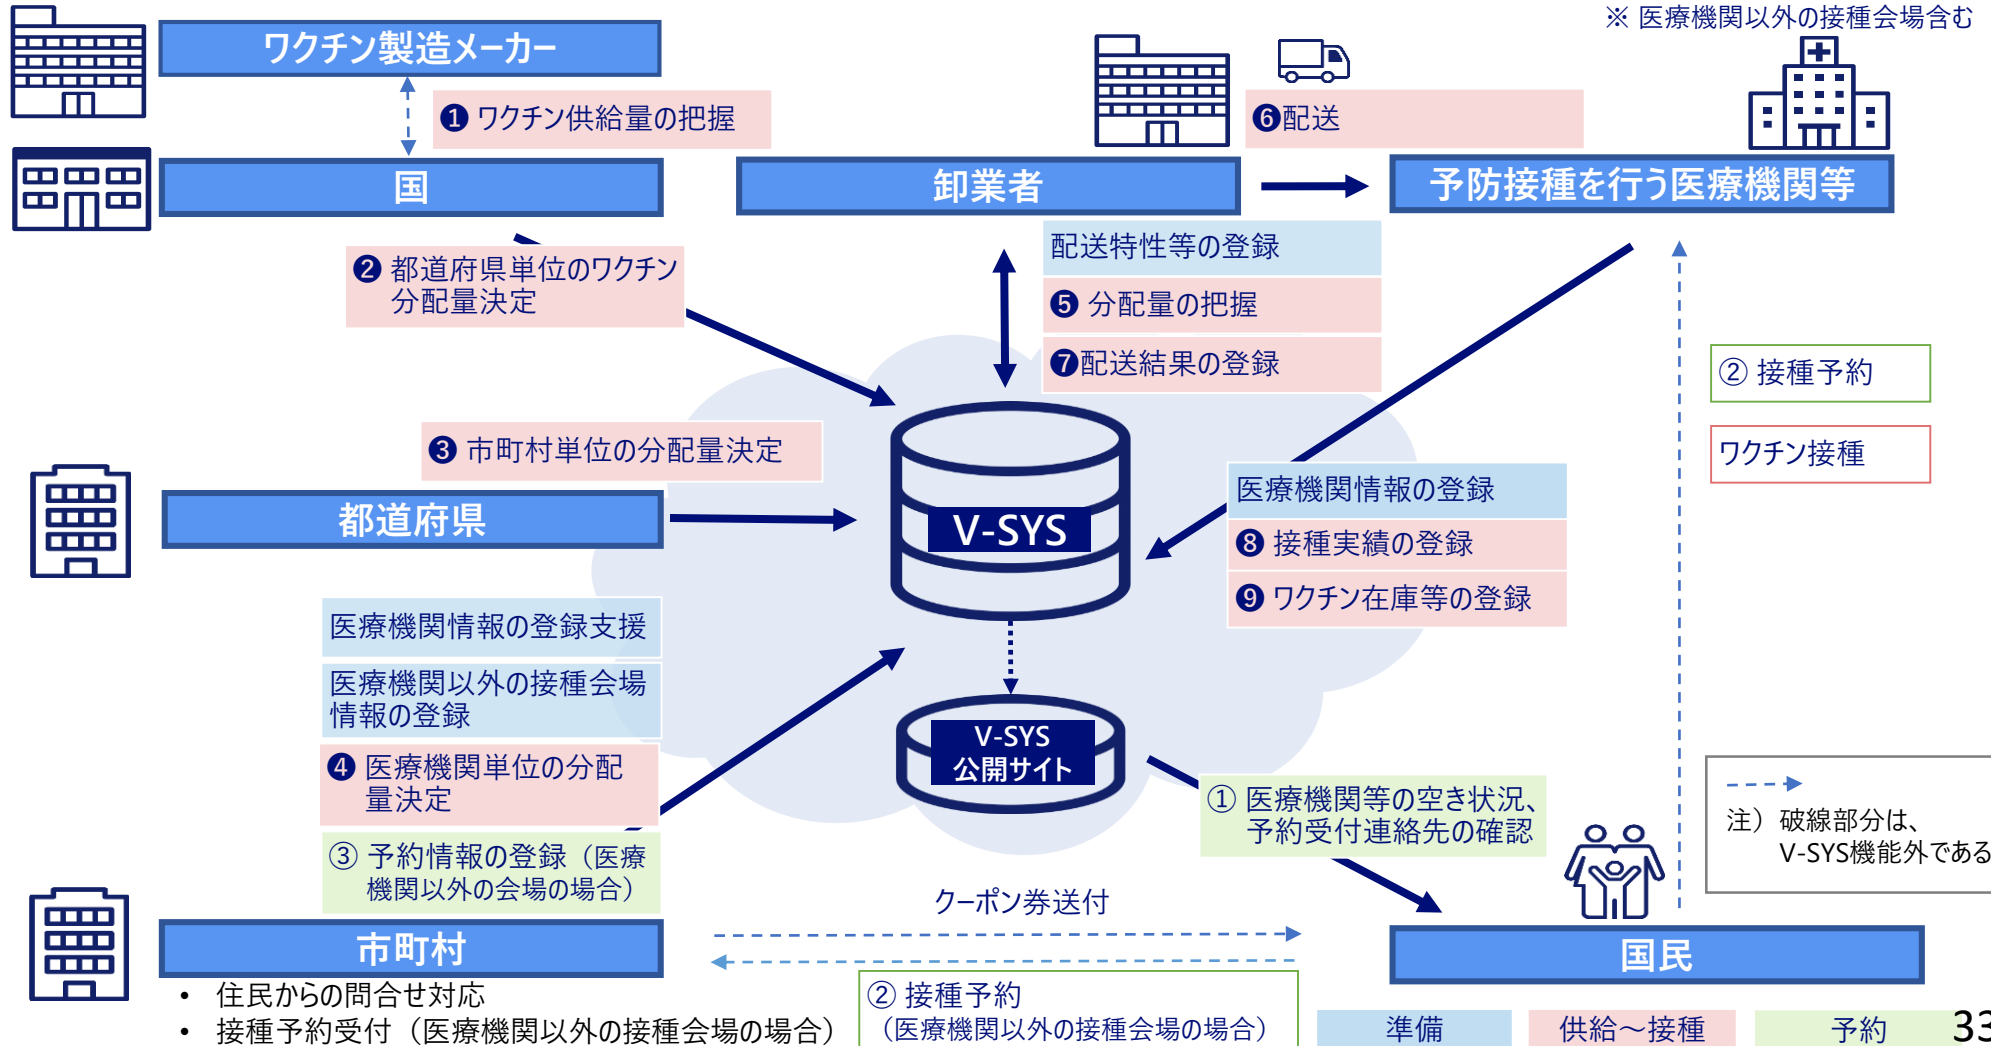 ※ 医療機関以外の接種会場含む
ワクチン製造メーカー
❶ ワクチン供給量の把握
❻配送
国
卸業者
予防接種を行う医療機関等
❷ 都道府県単位のワクチン
分配量決定
配送特性等の登録
❺ 分配量の把握
❼配送結果の登録
② 接種予約
ワクチン接種
❸ 市町村単位の分配量決定
都道府県
V-SYS
医療機関情報の登録
❽ 接種実績の登録
❾ ワクチン在庫等の登録
医療機関情報の登録支援
医療機関以外の接種会場
情報の登録
❹ 医療機関単位の分配
量決定
③ 予約情報の登録（医療
機関以外の会場の場合）
V-SYS
公開サイト
① 医療機関等の空き状況、
予約受付連絡先の確認
注） 破線部分は、
V-SYS機能外である
クーポン券送付
市町村
国民
• 住民からの問合せ対応
• 接種予約受付（医療機関以外の接種会場の場合）
② 接種予約
（医療機関以外の接種会場の場合）
準備
供給～接種
予約
33